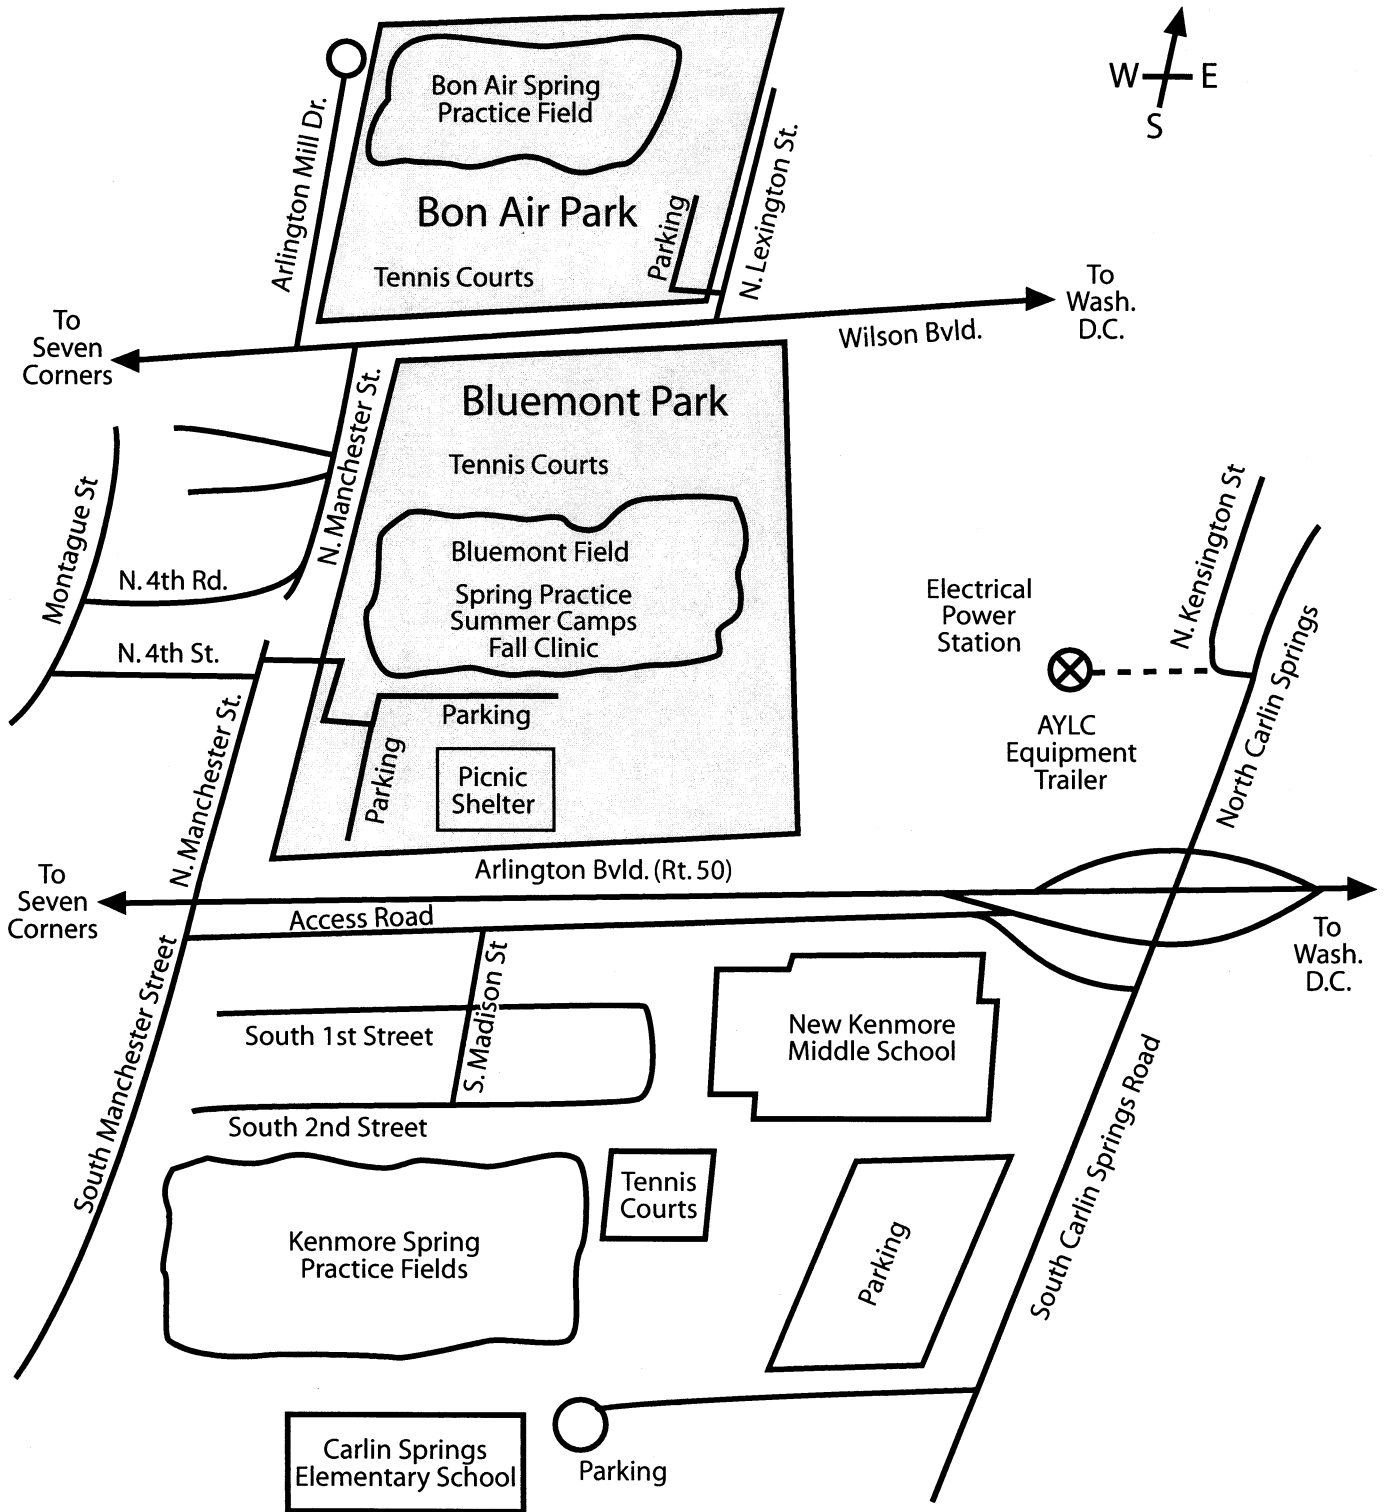 Bon Air Spring
Practice Field
W E
S
Arlington Mill Dr.
Bon Air Park
Parking
N. Lexington St.
Tennis Courts
To
Seven
Corners
To
Wash.
D.C.
Wilson Bvld.
Bluemont Park
N. Manchester St.
Tennis Courts
Montague St
Bluemont Field
Spring Practice
Summer Camps
Fall Clinic
N. 4th Rd.
N. 4th St.
Electrical
Power
Station
N. Kensington St
North Carlin Springs
AYLC
Equipment
Trailer
N. Manchester St.
Parking
Parking
Picnic
Shelter
Arlington Bvld. (Rt. 50)
To
Seven
Corners
Access Road
To
Wash.
D.C.
South Manchester Street
S. Madison St
South 1st Street
New Kenmore
Middle School
South 2nd Street
South Carlin Springs Road
Tennis
Courts
Kenmore Spring
Practice Fields
Parking
Carlin Springs
Elementary School
Parking